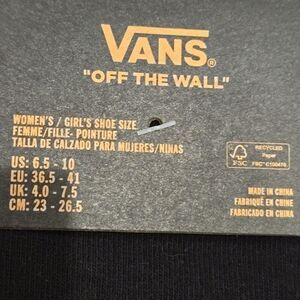 VANS®
"OFF THE WALL"
WOMEN'S / GIRL'S SHOE SIZE
FEMME/FILLE- POINTURE
TALLA DE CALZADO PARA MUJERES/NINAS
US: 6.5 - 10
EU: 36.5 - 41
UK: 4.0 - 7.5
CM: 23 - 26.5
FSC
RECYCLED
Paper
MADE IN CHINA
FABRIQUÉ EN CHINE
FABRICADO EN CHINA